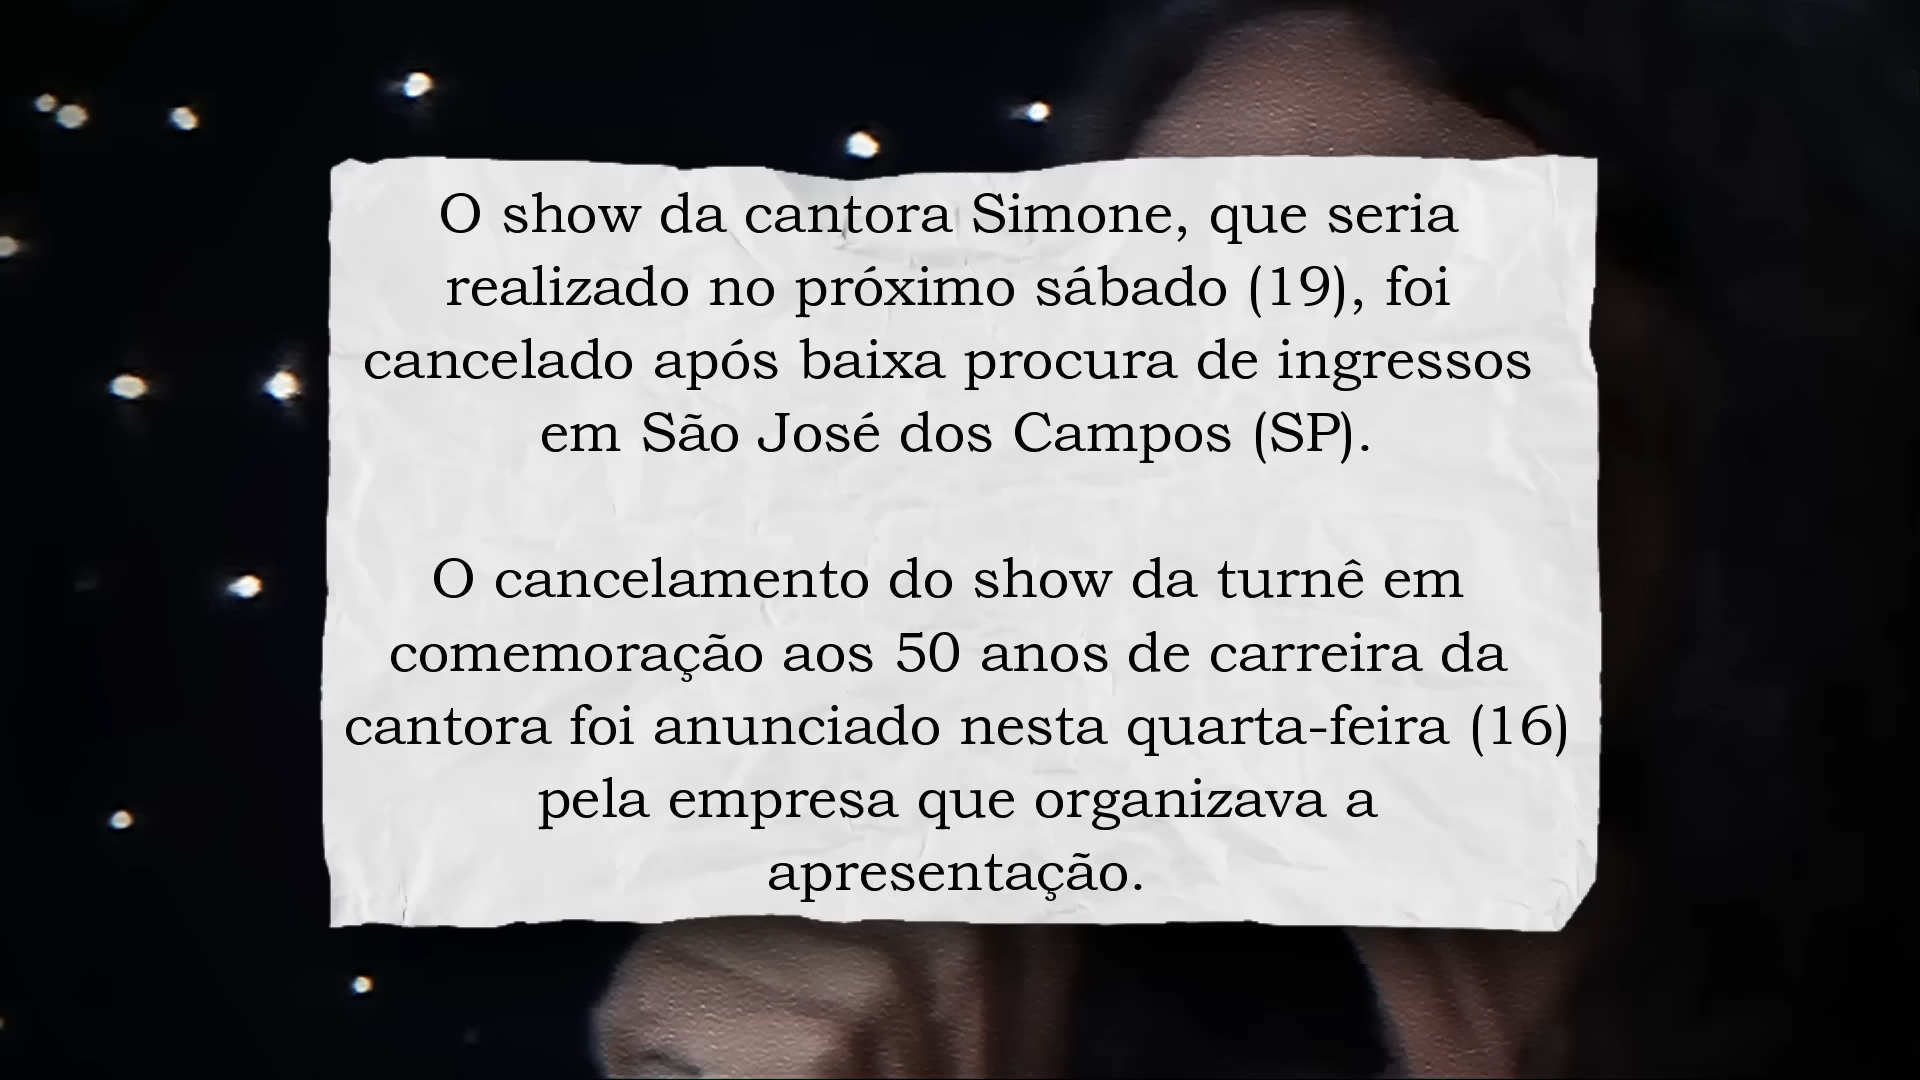 O show da cantora Simone, que seria
realizado no próximo sábado (19), foi
cancelado após baixa procura de ingressos
em São José dos Campos (SP).
O cancelamento do show da turnê em
comemoração aos 50 anos de carreira da
cantora foi anunciado nesta quarta-feira (16)
pela empresa que organizava a
apresentação.